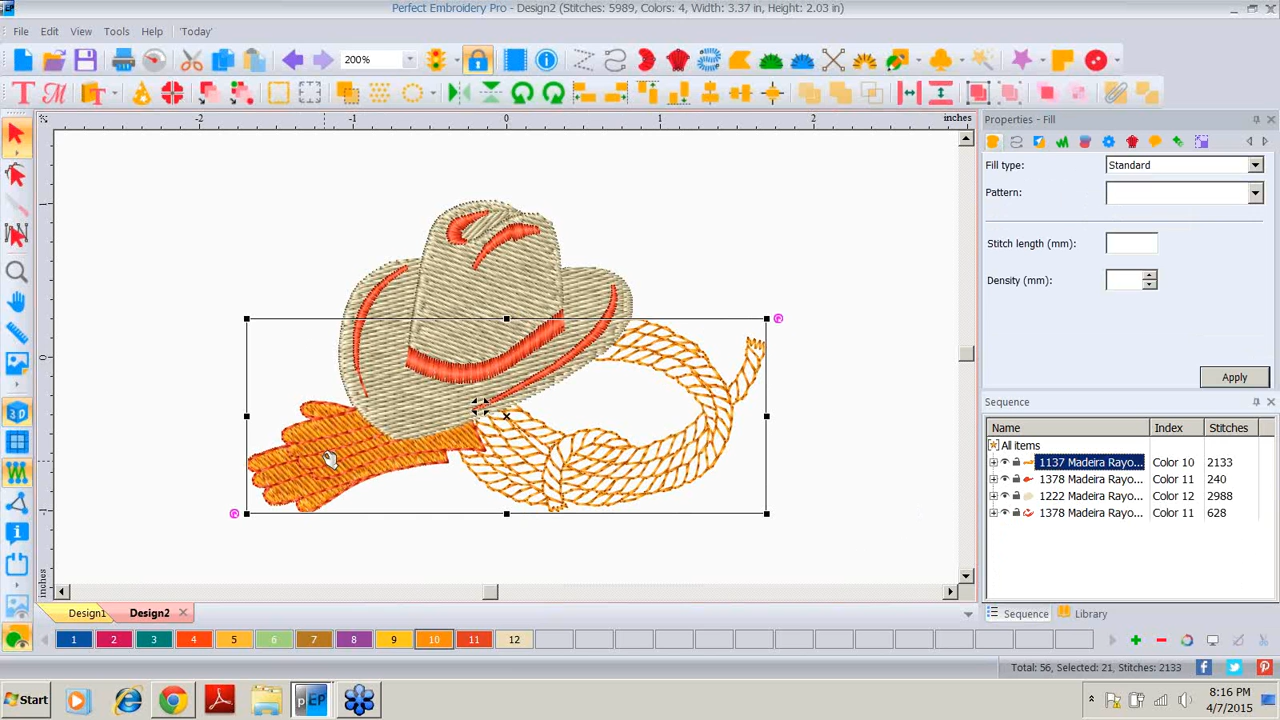 Perfect Embroidery Pro - Design2 (Stitches: 5989, Colors: 4, Width: 3.37 in, Height: 2.03 in)
File Edit View Tools Help 'Today'
200%
-2 -1 0 1 2 inches
0
inches
Properties - Fill
Fill type: Standard
Pattern:
Stitch length (mm):
Density (mm):
Apply
Sequence
Name Index Stitches
All items
1137 Madeira Rayo... Color 10 2133
1378 Madeira Rayo... Color 11 240
1222 Madeira Rayo... Color 12 2988
1378 Madeira Rayo... Color 11 628
Design1 Design2
Sequence Library
1 2 3 4 5 6 7 8 9 10 11 12
Total: 56, Selected: 21, Stitches: 2133
Start
pEP
8:16 PM
4/7/2015